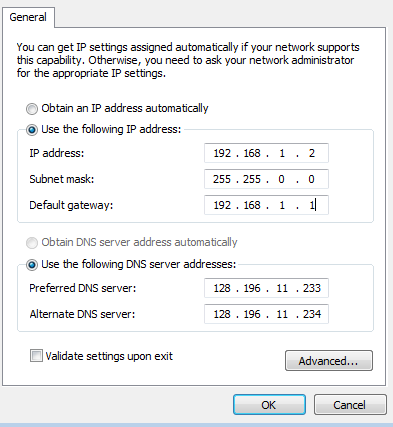 General
You can get IP settings assigned automatically if your network supports
this capability. Otherwise, you need to ask your network administrator
for the appropriate IP settings.
Obtain an IP address automatically
Use the following IP address:
IP address: 192 . 168 . 1 . 2
Subnet mask: 255 . 255 . 0 . 0
Default gateway: 192 . 168 . 1 . 1
Obtain DNS server address automatically
Use the following DNS server addresses:
Preferred DNS server: 128 . 196 . 11 . 233
Alternate DNS server: 128 . 196 . 11 . 234
Validate settings upon exit
Advanced...
OK Cancel